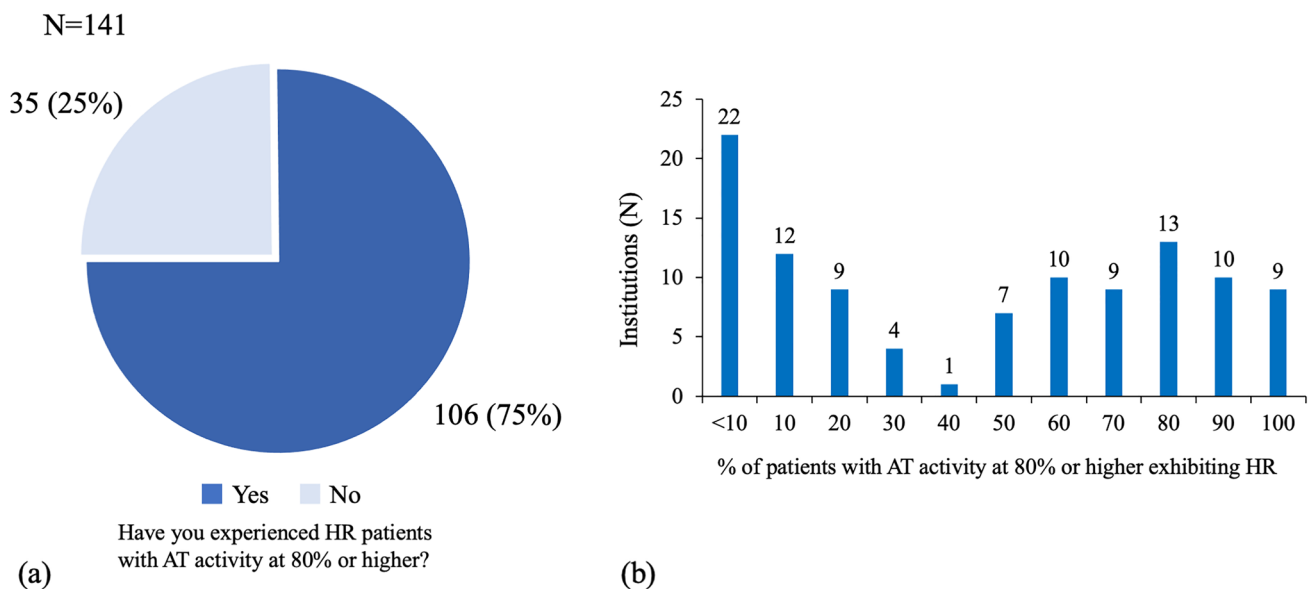 N=141
35 (25%)
106 (75%)
Yes No
Have you experienced HR patients
with AT activity at 80% or higher?
(a)
Institutions (N)
25
20
15
10
5
0
22 12 9 4 1 7 10 9 13 10 9
<10 10 20 30 40 50 60 70 80 90 100
% of patients with AT activity at 80% or higher exhibiting HR
(b)